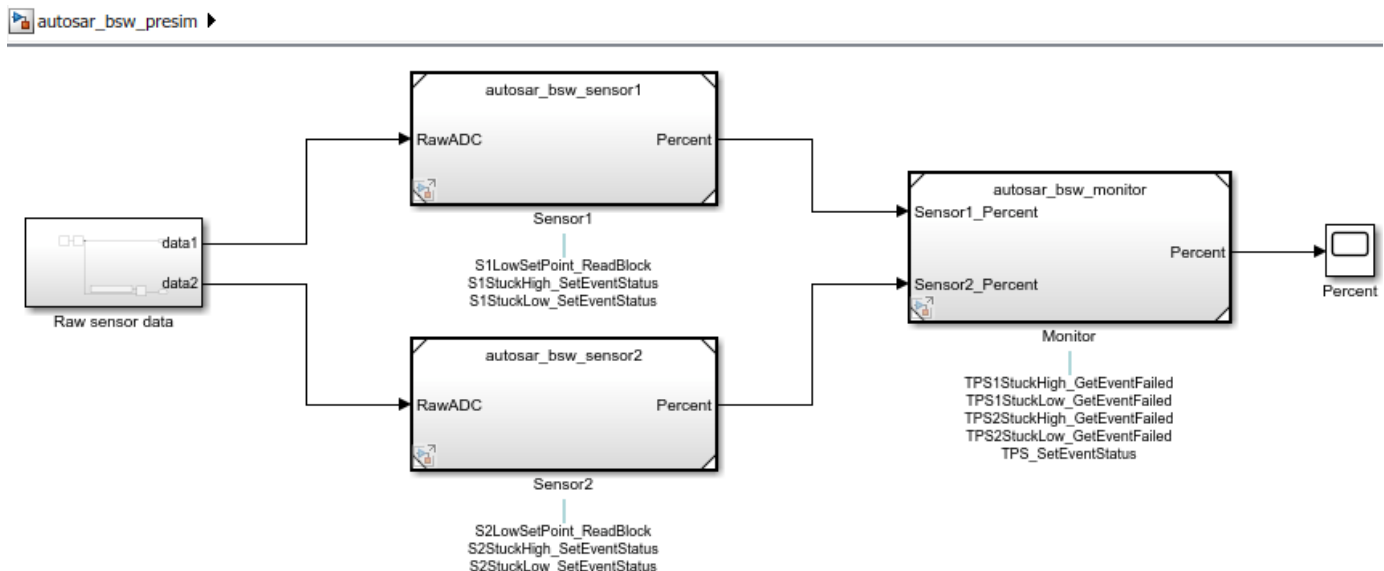 autosar_bsw_presim
autosar_bsw_sensor1
RawADC
Percent
Sensor1
S1LowSetPoint_ReadBlock
S1StuckHigh_SetEventStatus
S1StuckLow_SetEventStatus
data1
data2
Raw sensor data
autosar_bsw_sensor2
RawADC
Percent
Sensor2
S2LowSetPoint_ReadBlock
S2StuckHigh_SetEventStatus
S2StuckLow_SetEventStatus
autosar_bsw_monitor
Sensor1_Percent
Sensor2_Percent
Percent
Monitor
TPS1StuckHigh_GetEventFailed
TPS1StuckLow_GetEventFailed
TPS2StuckHigh_GetEventFailed
TPS2StuckLow_GetEventFailed
TPS_SetEventStatus
Percent